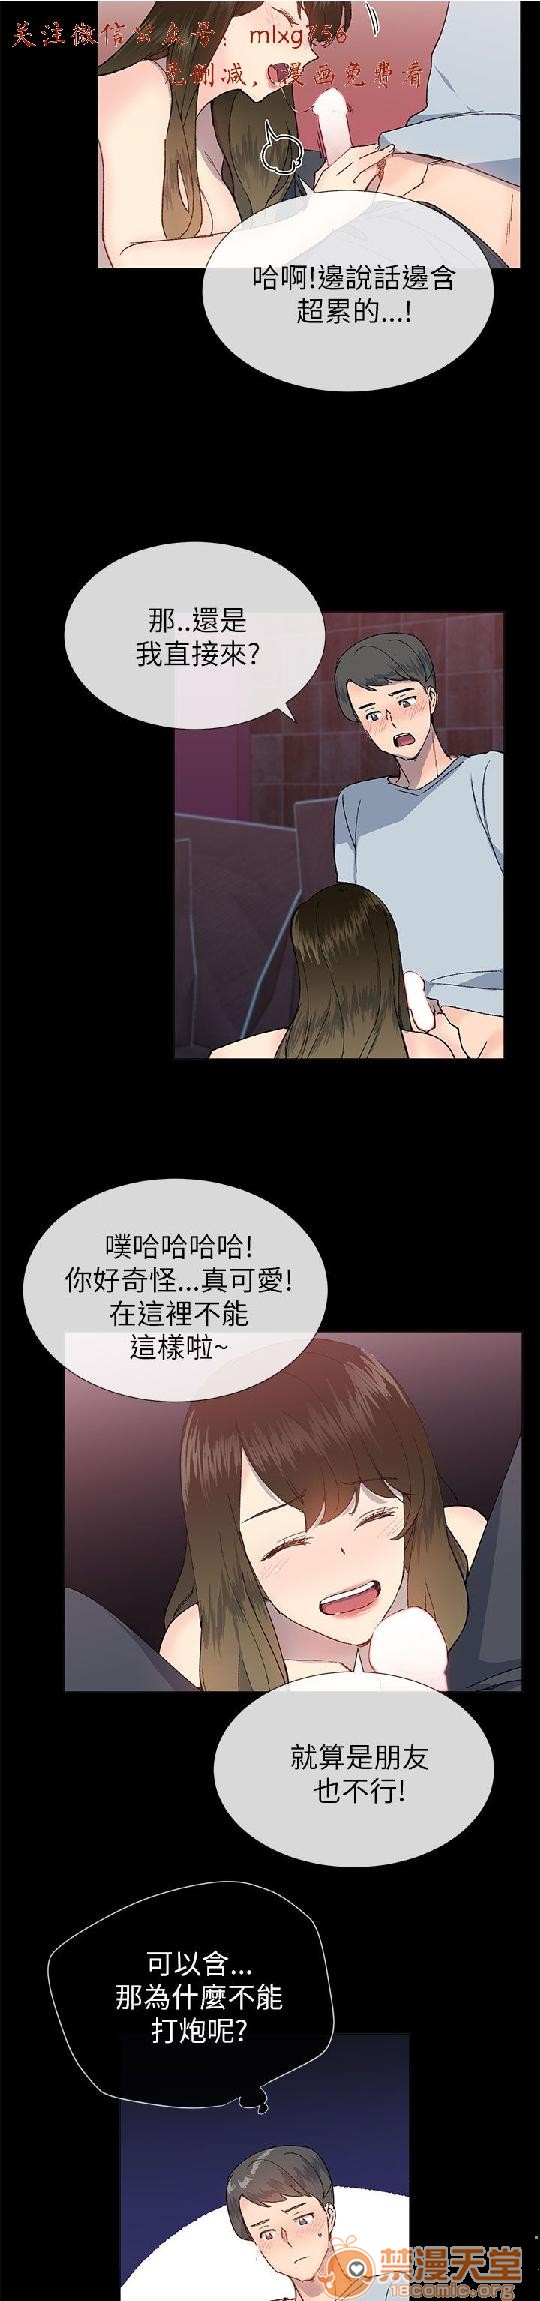 关注微信公众号：mlxg756
免删减，漫画免费看
哈啊!邊說話邊含
超累的...!
那..還是
我直接來?
噗哈哈哈哈!
你好奇怪...真可愛!
在這裡不能
這樣啦~
就算是朋友
也不行!
可以含...
那為什麼不能
打炮呢?
禁漫天堂
18comic.org